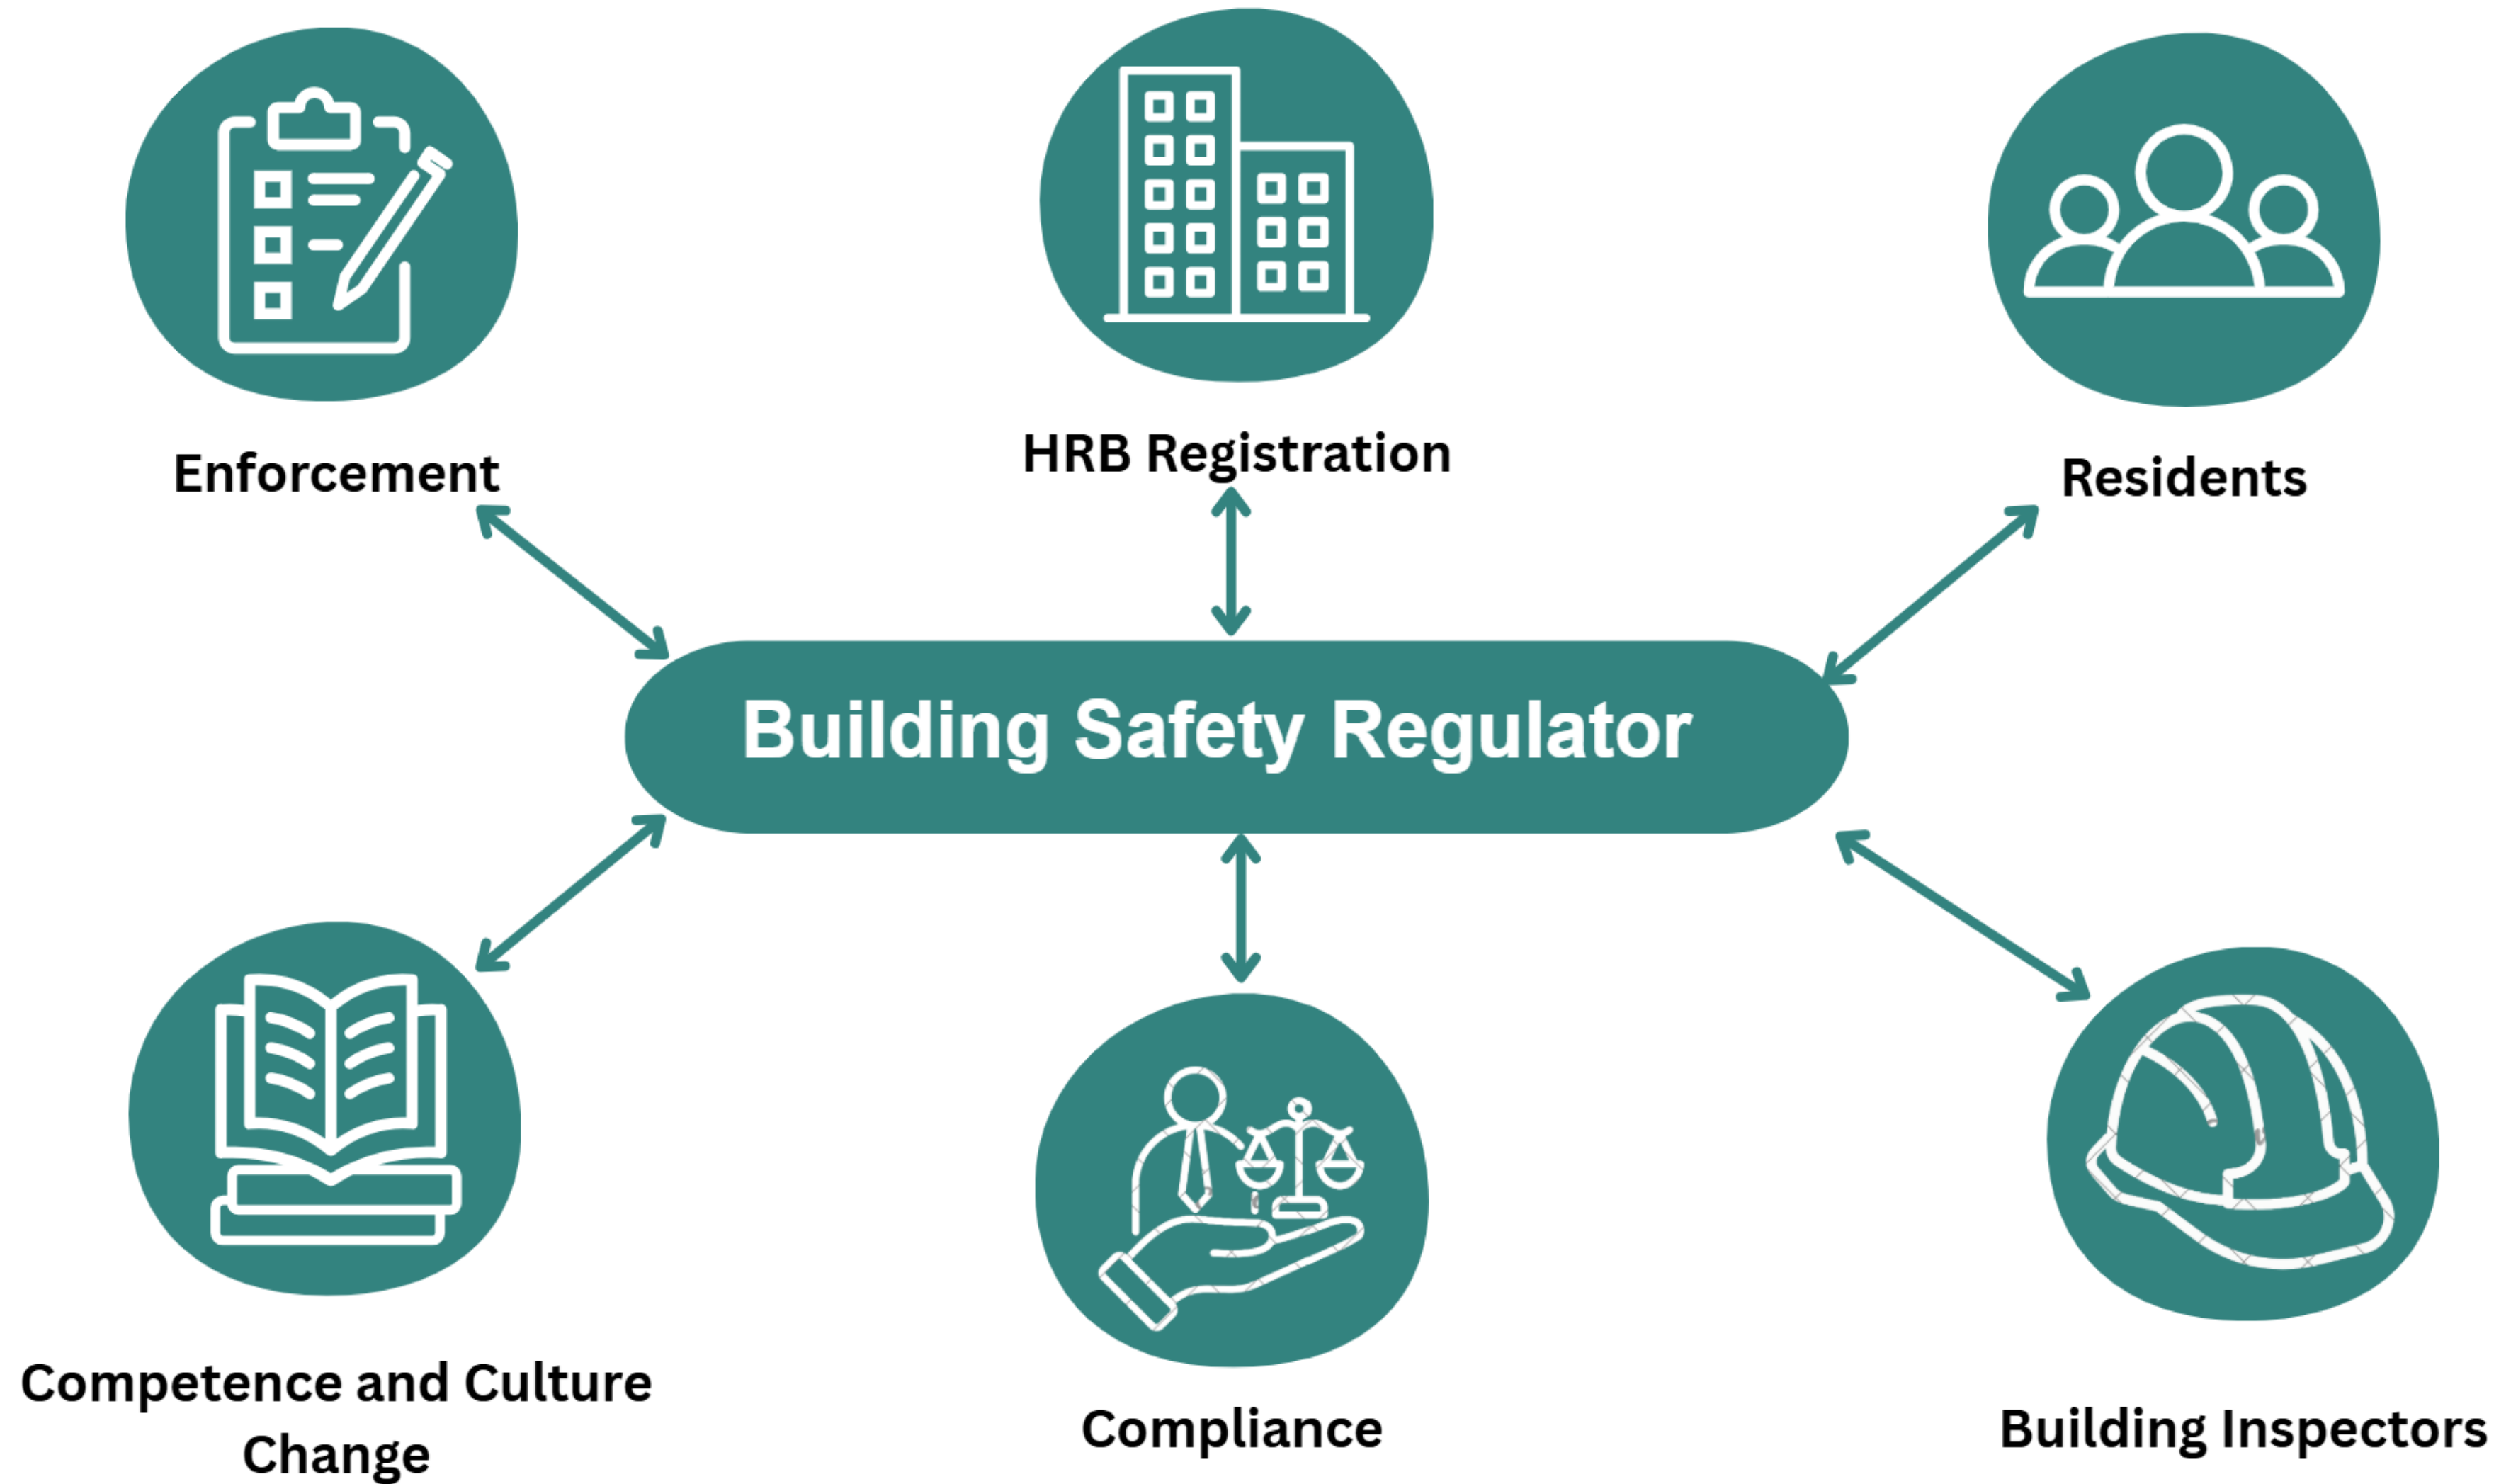 Enforcement
HRB Registration
Residents
Building Safety Regulator
Competence and Culture
Change
Compliance
Building Inspectors